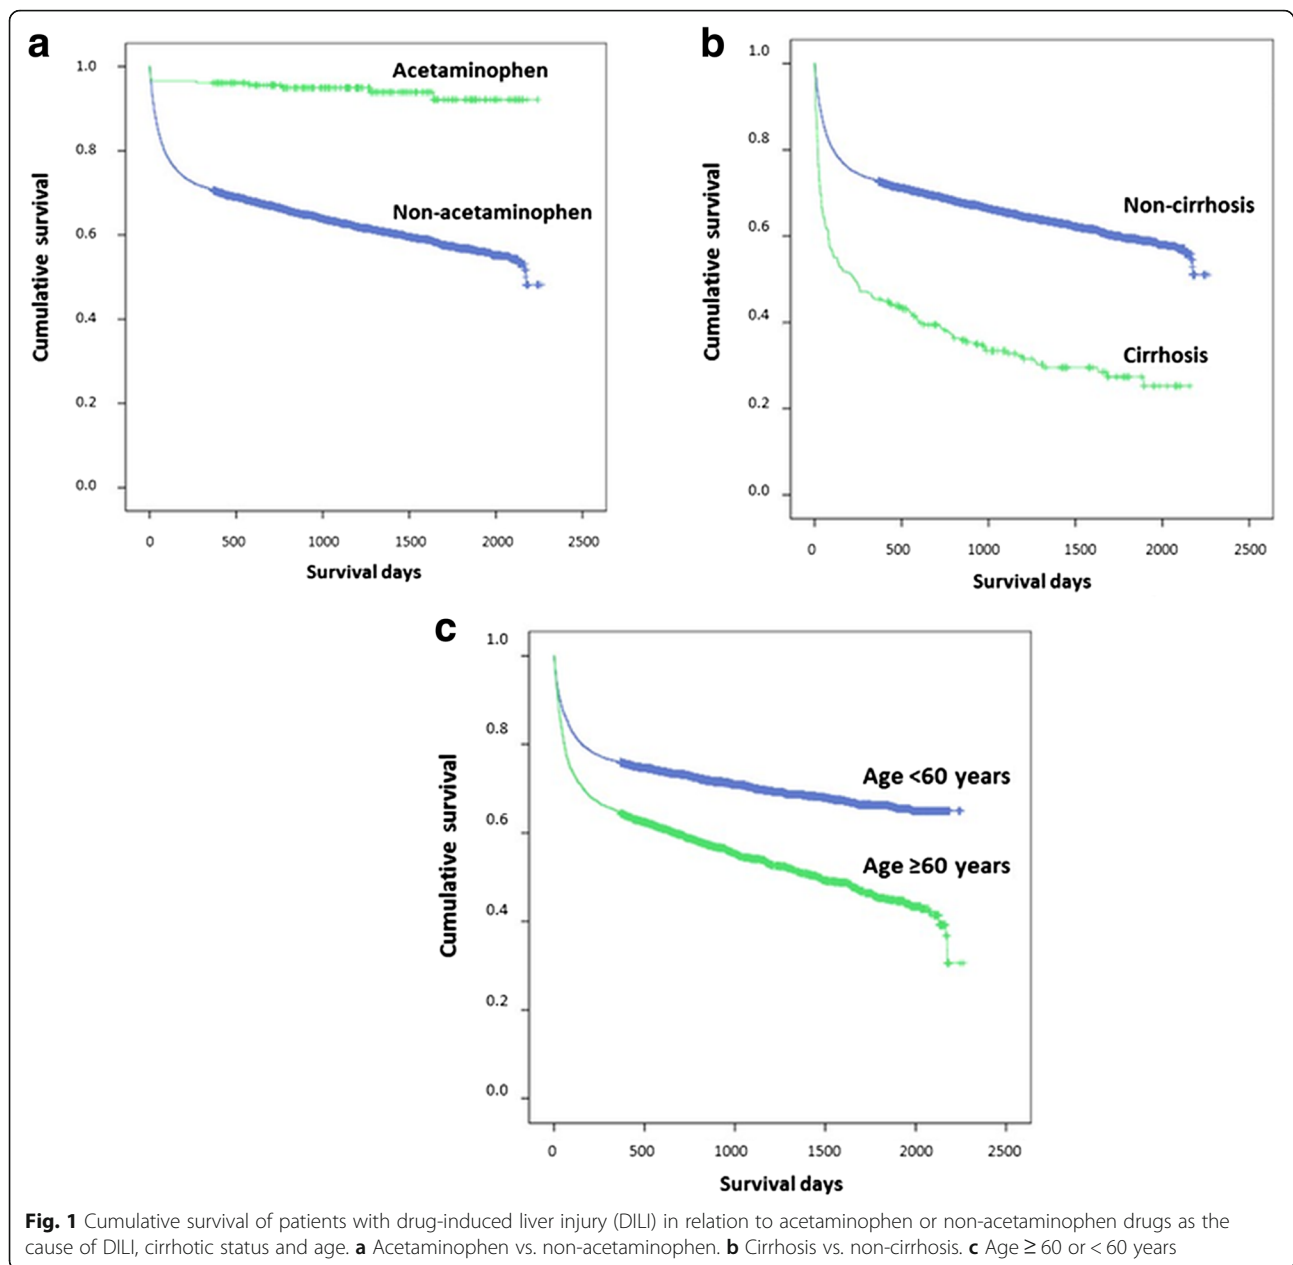 a
1.0
Acetaminophen
0.8
Non-acetaminophen
0.6
0.4
0.2
0.0
Cumulative survival
0
500
1000
1500
2000
2500
Survival days
b
1.0
0.8
Non-cirrhosis
0.6
0.4
Cirrhosis
0.2
0.0
Cumulative survival
0
500
1000
1500
2000
2500
Survival days
c
1.0
0.8
Age <60 years
0.6
Age ≥60 years
0.4
0.2
0.0
Cumulative survival
0
500
1000
1500
2000
2500
Survival days
Fig. 1 Cumulative survival of patients with drug-induced liver injury (DILI) in relation to acetaminophen or non-acetaminophen drugs as the
cause of DILI, cirrhotic status and age. a Acetaminophen vs. non-acetaminophen. b Cirrhosis vs. non-cirrhosis. c Age ≥ 60 or < 60 years